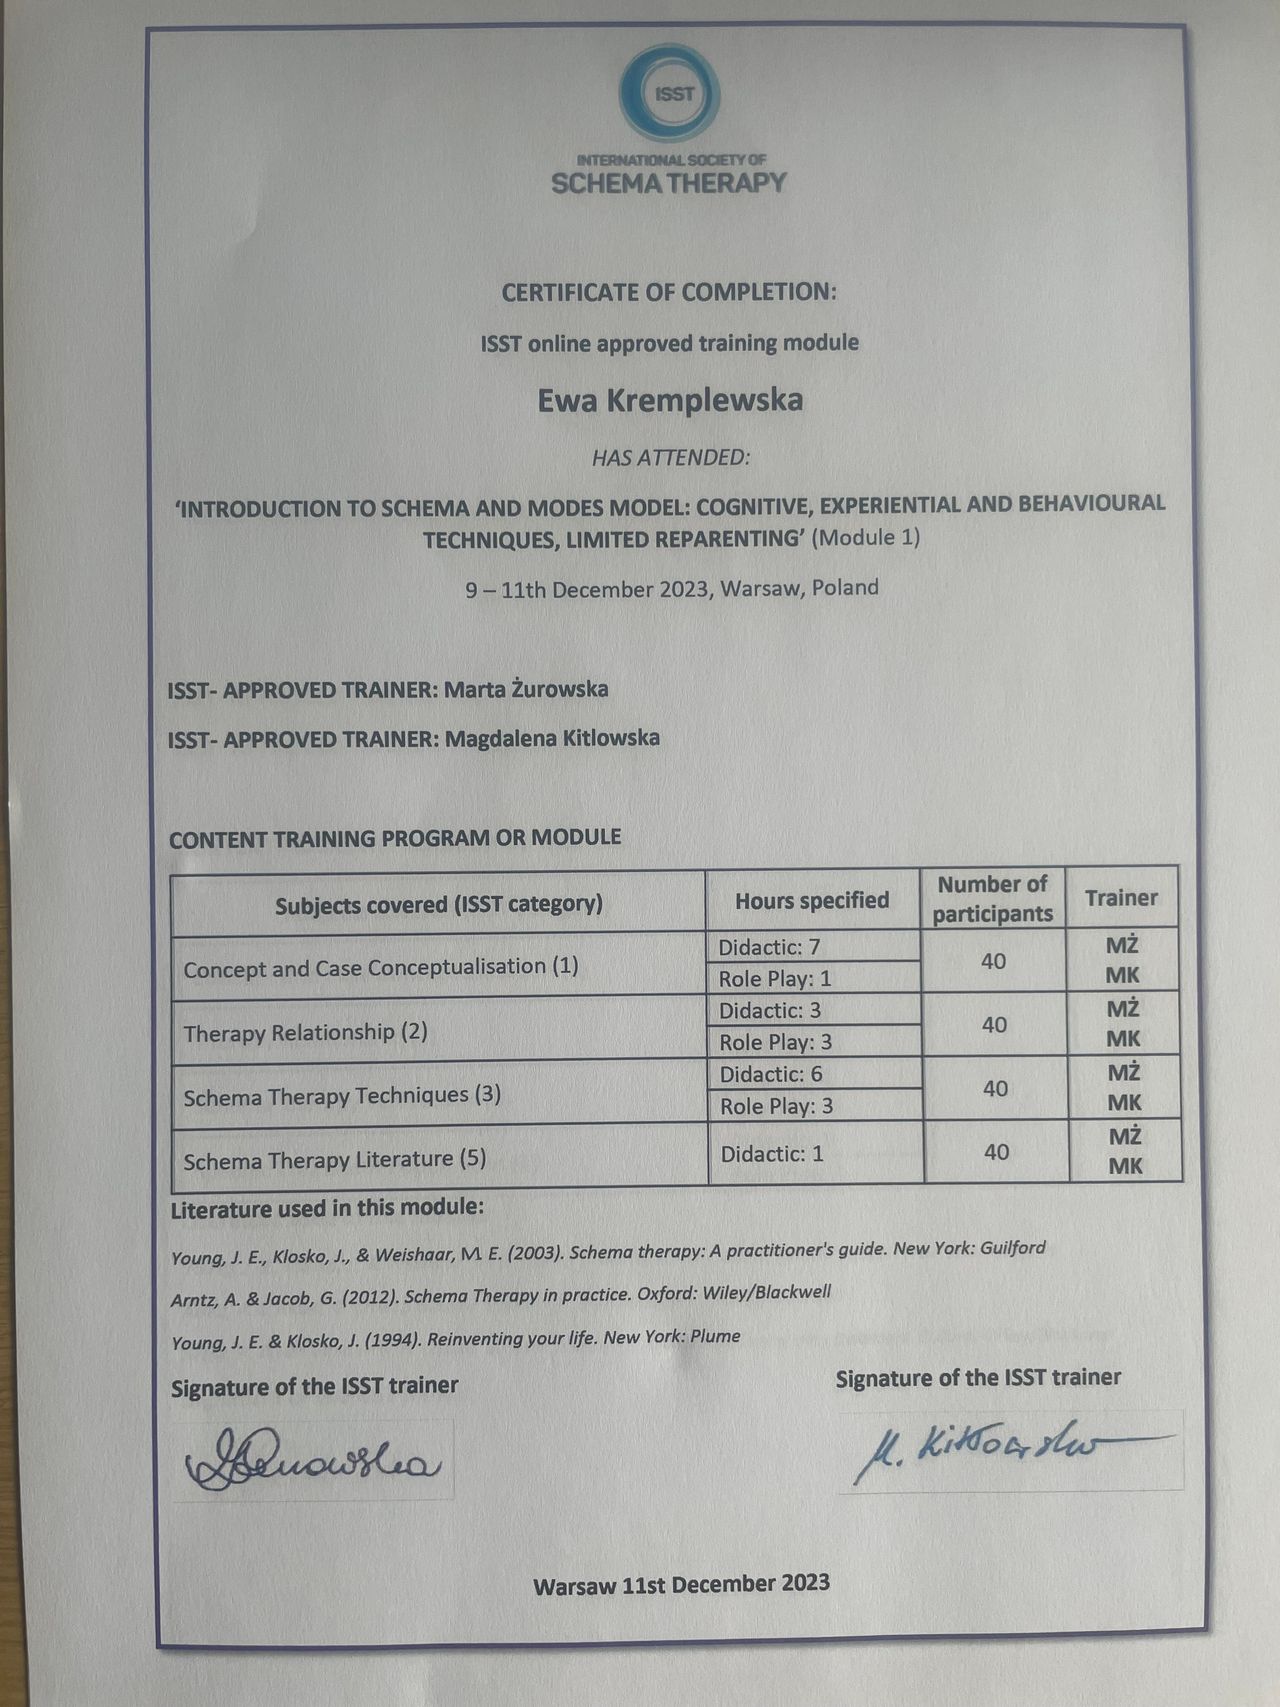 ISST
INTERNATIONAL SOCIETY OF
SCHEMA THERAPY
CERTIFICATE OF COMPLETION:
ISST online approved training module
Ewa Kremplewska
HAS ATTENDED:
‘INTRODUCTION TO SCHEMA AND MODES MODEL: COGNITIVE, EXPERIENTIAL AND BEHAVIOURAL
TECHNIQUES, LIMITED REPARENTING’ (Module 1)
9 – 11th December 2023, Warsaw, Poland
ISST- APPROVED TRAINER: Marta Żurowska
ISST- APPROVED TRAINER: Magdalena Kitlowska
CONTENT TRAINING PROGRAM OR MODULE
Subjects covered (ISST category) Hours specified Number of participants Trainer
Concept and Case Conceptualisation (1) Didactic: 7 40 MŻ
Role Play: 1 MK
Therapy Relationship (2) Didactic: 3 40 MŻ
Role Play: 3 MK
Schema Therapy Techniques (3) Didactic: 6 40 MŻ
Role Play: 3 MK
Schema Therapy Literature (5) Didactic: 1 40 MŻ
MK
Literature used in this module:
Young, J. E., Klosko, J., & Weishaar, M. E. (2003). Schema therapy: A practitioner's guide. New York: Guilford
Arntz, A. & Jacob, G. (2012). Schema Therapy in practice. Oxford: Wiley/Blackwell
Young, J. E. & Klosko, J. (1994). Reinventing your life. New York: Plume
Signature of the ISST trainer Signature of the ISST trainer
M. Kitłowska
Warsaw 11st December 2023